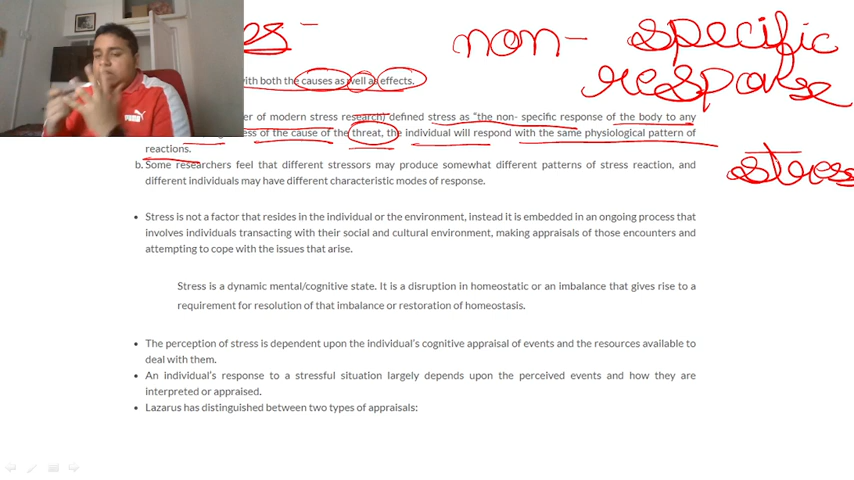 non- specific
response
with both the causes as well as effects.
er of modern stress research) defined stress as "the non- specific response of the body to any
ess of the cause of the threat, the individual will respond with the same physiological pattern of
reactions.
stress
b. Some researchers feel that different stressors may produce somewhat different patterns of stress reaction, and
different individuals may have different characteristic modes of response.
• Stress is not a factor that resides in the individual or the environment, instead it is embedded in an ongoing process that
involves individuals transacting with their social and cultural environment, making appraisals of those encounters and
attempting to cope with the issues that arise.
Stress is a dynamic mental/cognitive state. It is a disruption in homeostatic or an imbalance that gives rise to a
requirement for resolution of that imbalance or restoration of homeostasis.
• The perception of stress is dependent upon the individual's cognitive appraisal of events and the resources available to
deal with them.
• An individual's response to a stressful situation largely depends upon the perceived events and how they are
interpreted or appraised.
• Lazarus has distinguished between two types of appraisals: